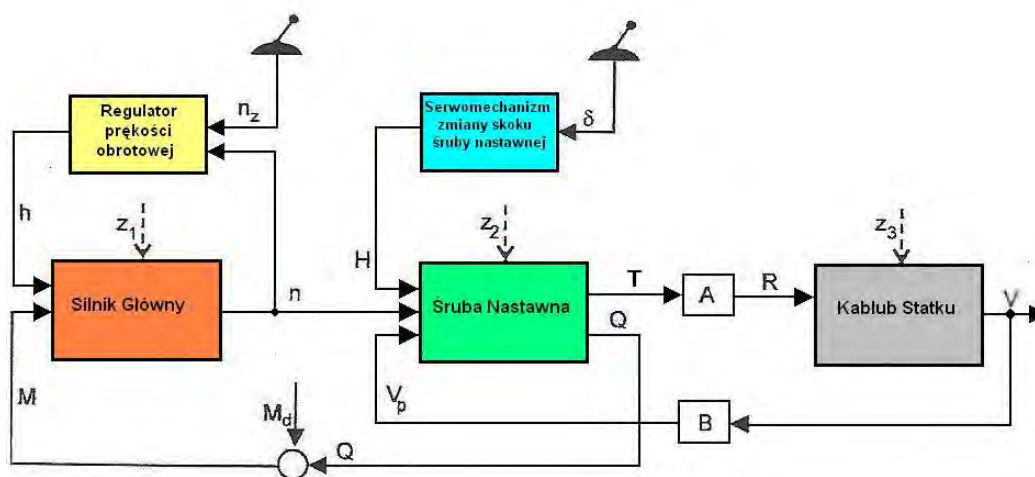 Regulator
prękości
obrotowej
n_z
Serwomechanizm
zmiany skoku
śruby nastawnej
δ
h
z_1
H
z_2
z_3
Silnik Główny
n
Śruba Nastawna
T
A
R
Kablub Statku
V
Q
M
M_d
V_p
B
Q